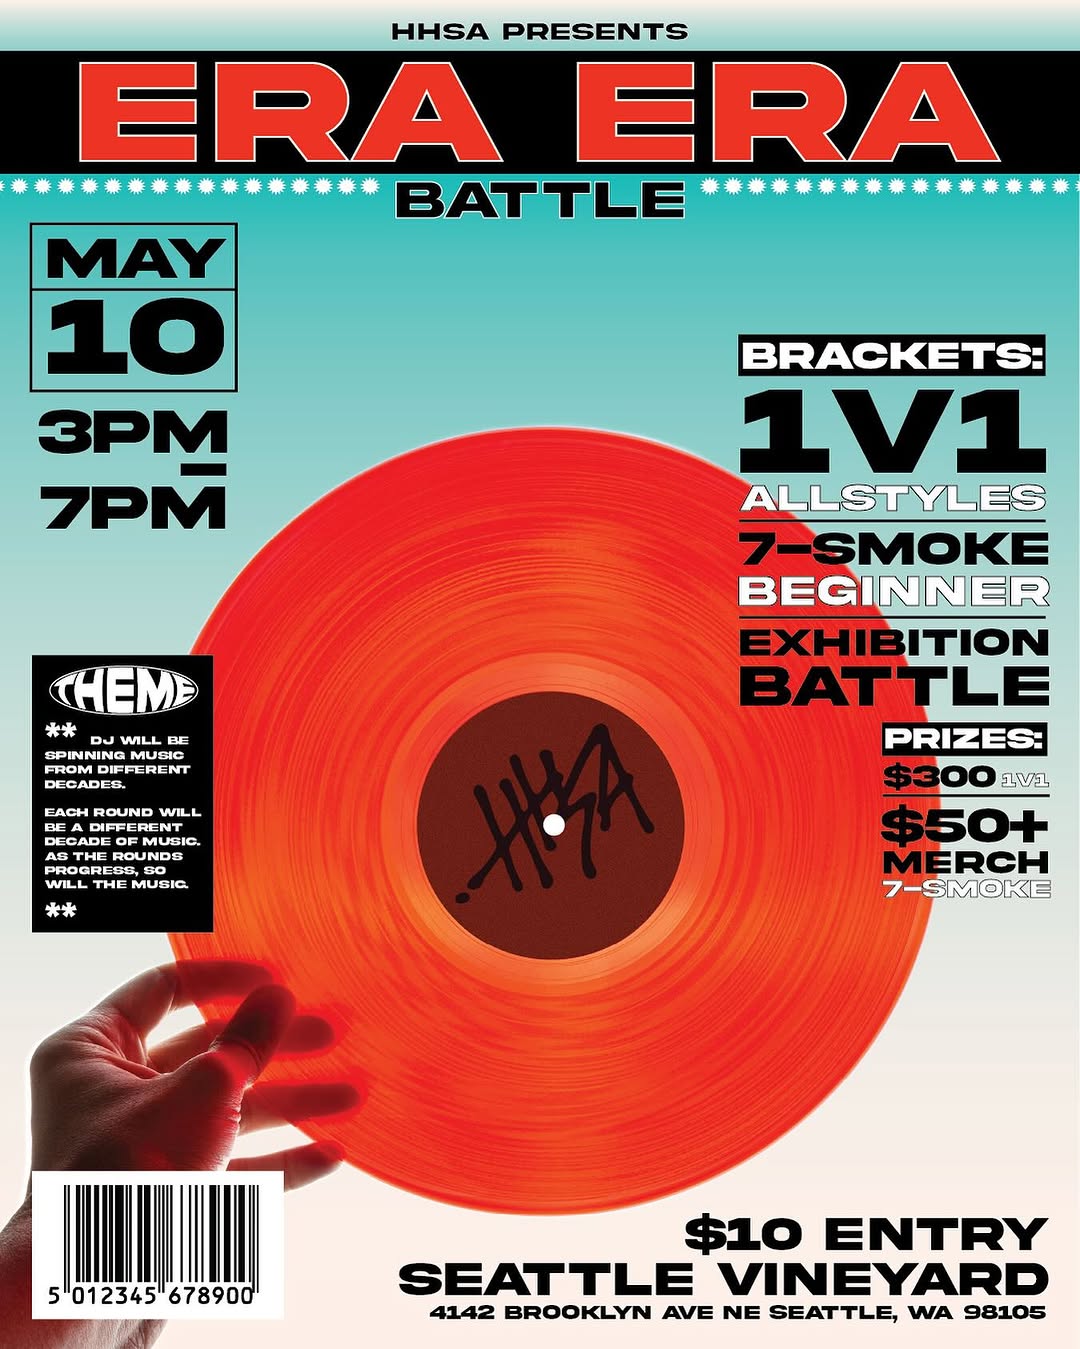 HHSA PRESENTS
ERA ERA
BATTLE
MAY
10
3PM
–
7PM
BRACKETS:
1V1
ALLSTYLES
7-SMOKE
BEGINNER
EXHIBITION
BATTLE
PRIZES:
$300 1V1
$50+
MERCH
7-SMOKE
THEME
** DJ WILL BE
SPINNING MUSIC
FROM DIFFERENT
DECADES.
EACH ROUND WILL
BE A DIFFERENT
DECADE OF MUSIC.
AS THE ROUNDS
PROGRESS, SO
WILL THE MUSIC.
**
HHSA
5 012345 678900
$10 ENTRY
SEATTLE VINEYARD
4142 BROOKLYN AVE NE SEATTLE, WA 98105